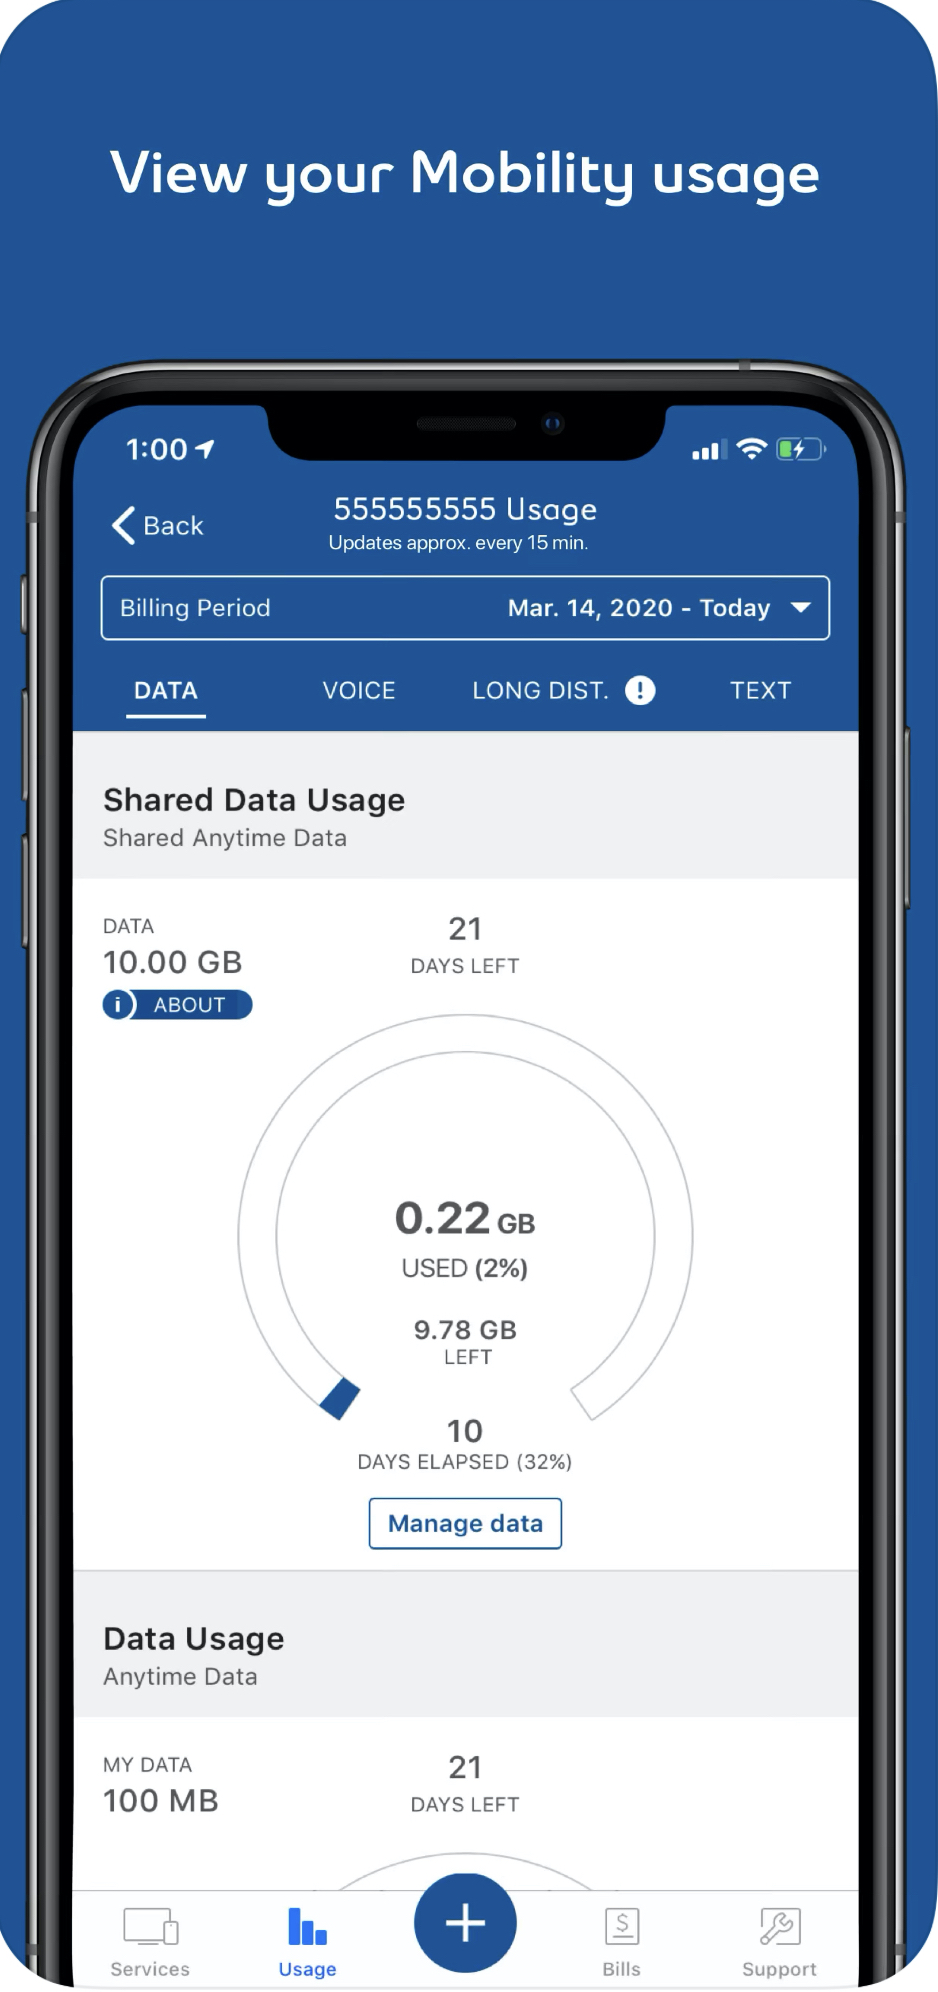 View your Mobility usage
1:00
555555555 Usage
Back
Updates approx. every 15 min.
Billing Period Mar. 14, 2020 - Today
DATA VOICE LONG DIST. ! TEXT
Shared Data Usage
Shared Anytime Data
DATA
10.00 GB
i ABOUT
21
DAYS LEFT
0.22 GB
USED (2%)
9.78 GB
LEFT
10
DAYS ELAPSED (32%)
Manage data
Data Usage
Anytime Data
MY DATA
100 MB
21
DAYS LEFT
Services Usage + Bills Support